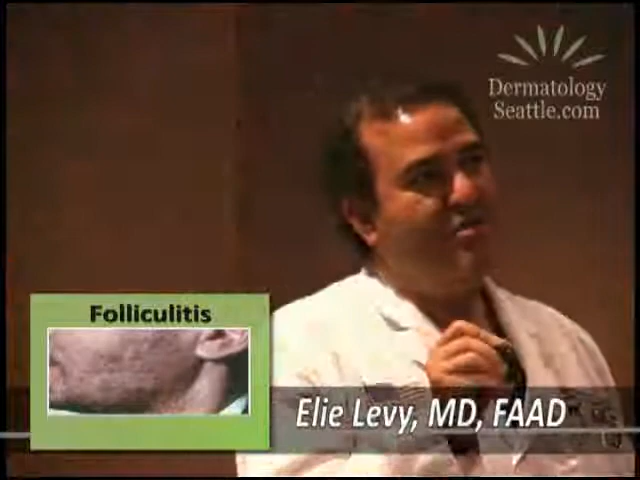 Dermatology
Seattle.com
Folliculitis
Elie Levy, MD, FAAD